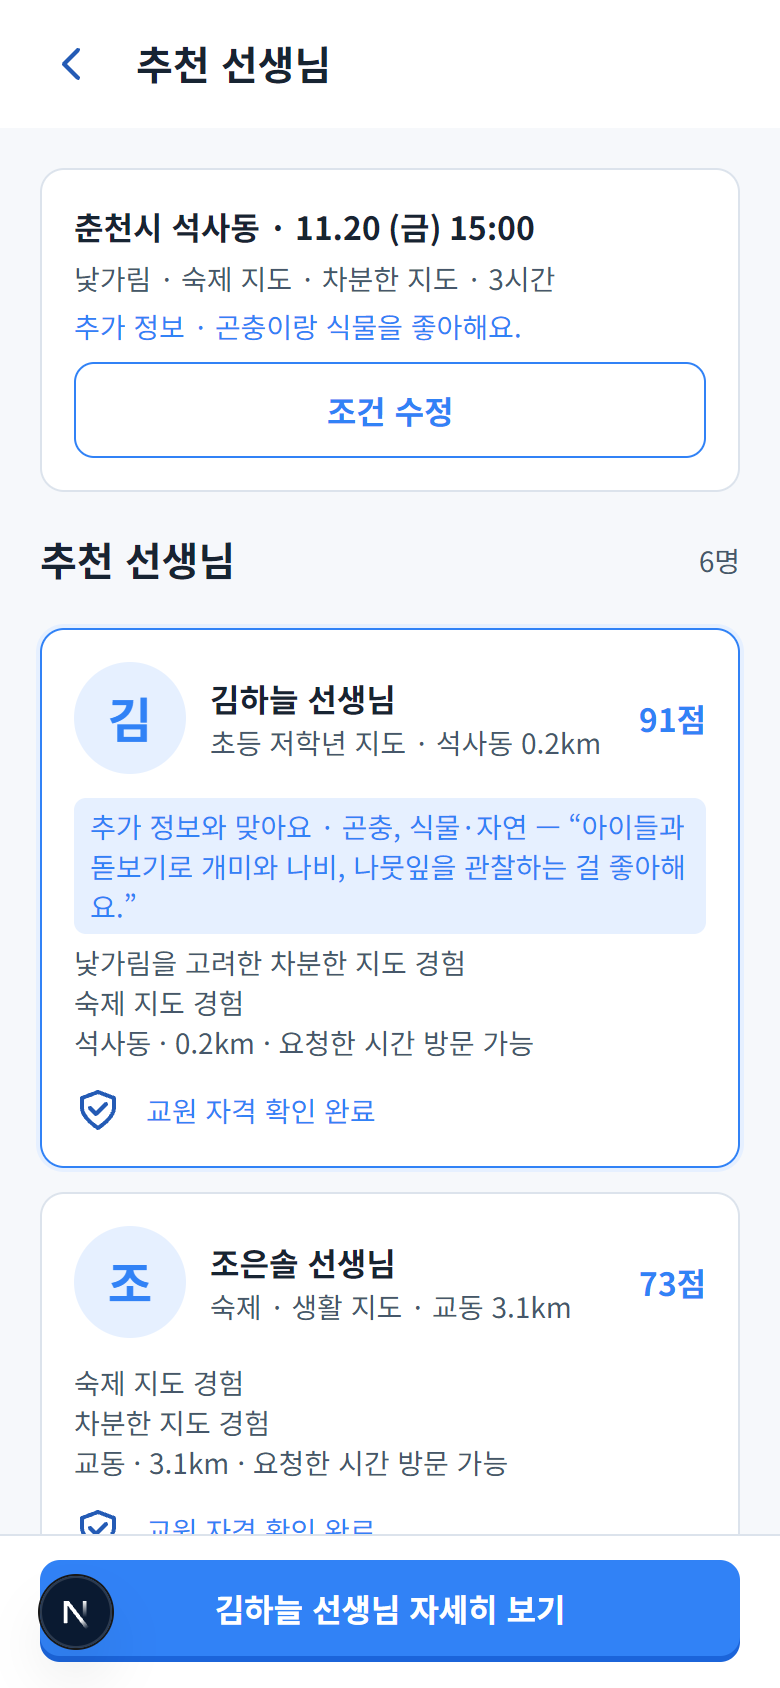 추천 선생님
춘천시 석사동 · 11.20 (금) 15:00
낯가림 · 숙제 지도 · 차분한 지도 · 3시간
추가 정보 · 곤충이랑 식물을 좋아해요.
조건 수정
추천 선생님
6명
김
김하늘 선생님
초등 저학년 지도 · 석사동 0.2km
91점
추가 정보와 맞아요 · 곤충, 식물·자연 — “아이들과
돋보기로 개미와 나비, 나뭇잎을 관찰하는 걸 좋아해
요.”
낯가림을 고려한 차분한 지도 경험
숙제 지도 경험
석사동 · 0.2km · 요청한 시간 방문 가능
교원 자격 확인 완료
조
조은솔 선생님
숙제 · 생활 지도 · 교동 3.1km
73점
숙제 지도 경험
차분한 지도 경험
교동 · 3.1km · 요청한 시간 방문 가능
교원 자격 확인 완료
N
김하늘 선생님 자세히 보기